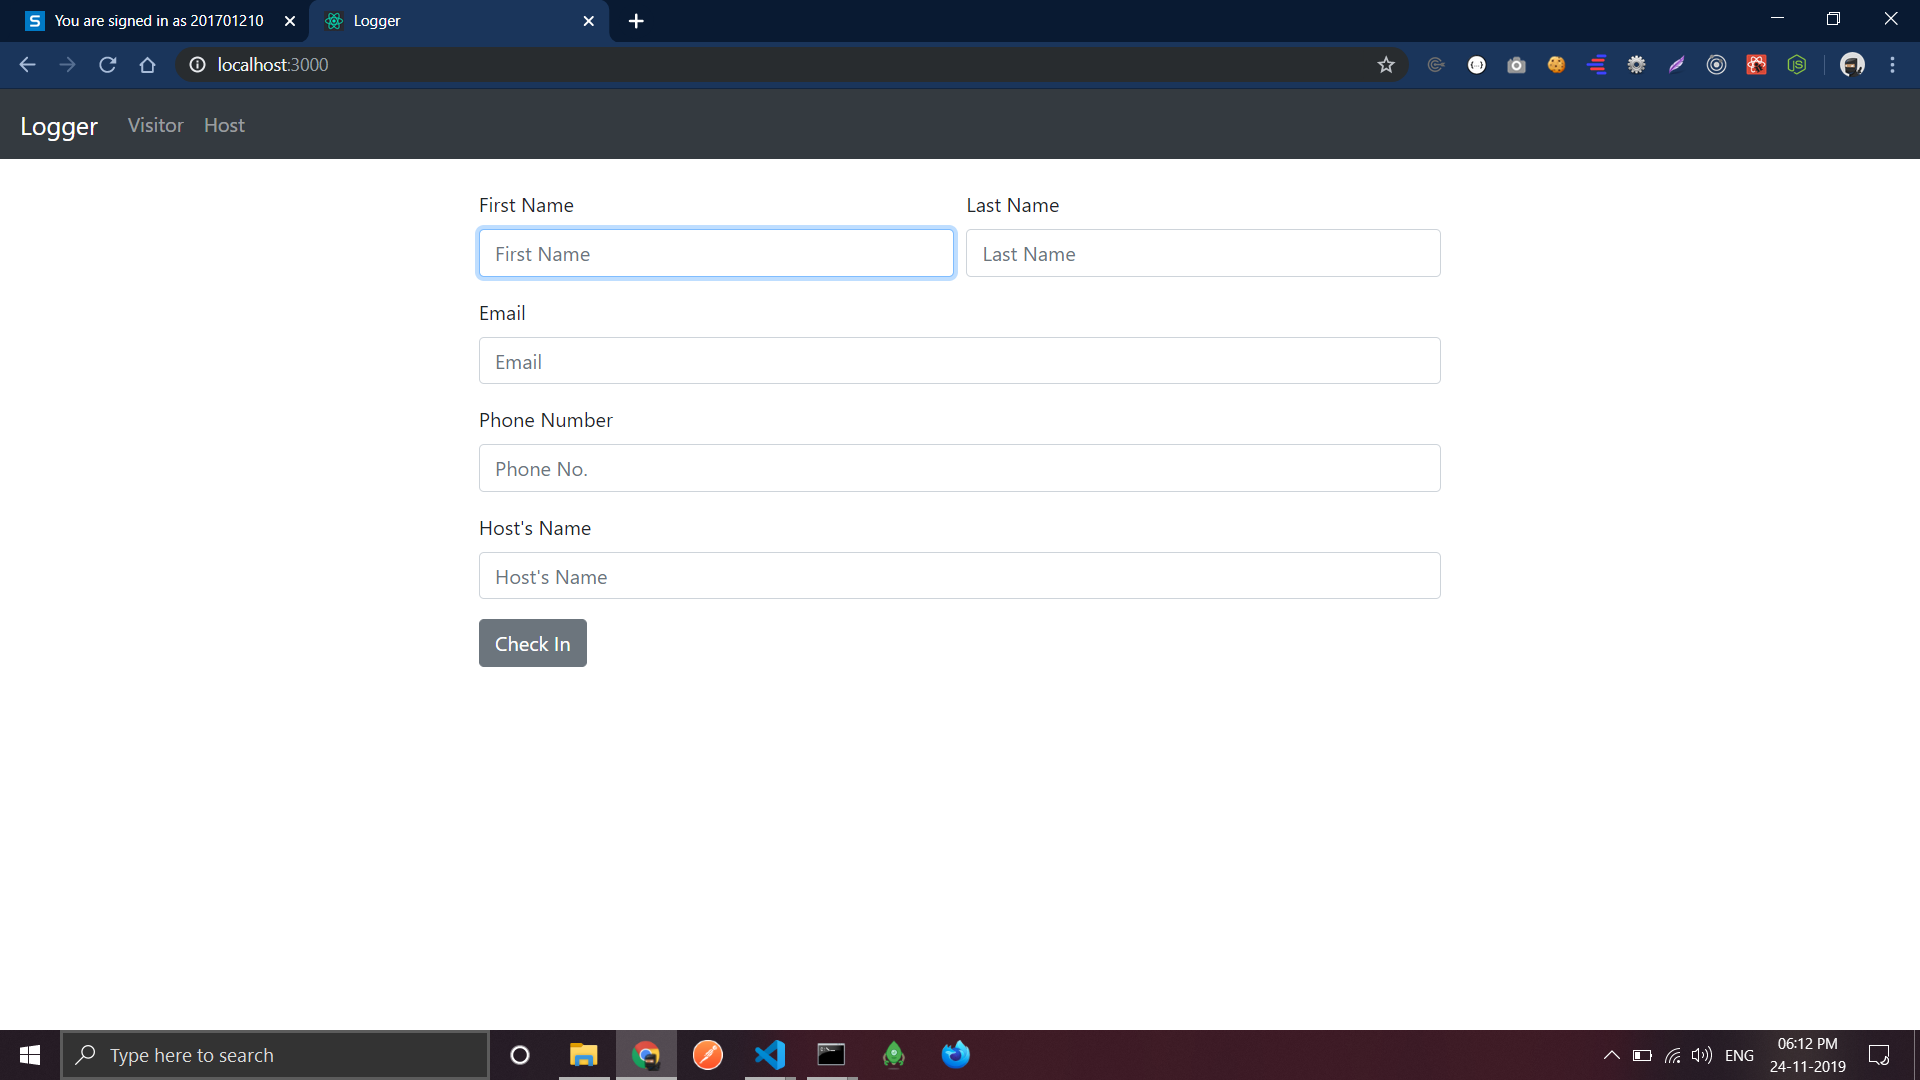 You are signed in as 201701210
Logger
localhost:3000
Logger Visitor Host
First Name Last Name
First Name Last Name
Email
Email
Phone Number
Phone No.
Host's Name
Host's Name
Check In
Type here to search
ENG
06:12 PM
24-11-2019